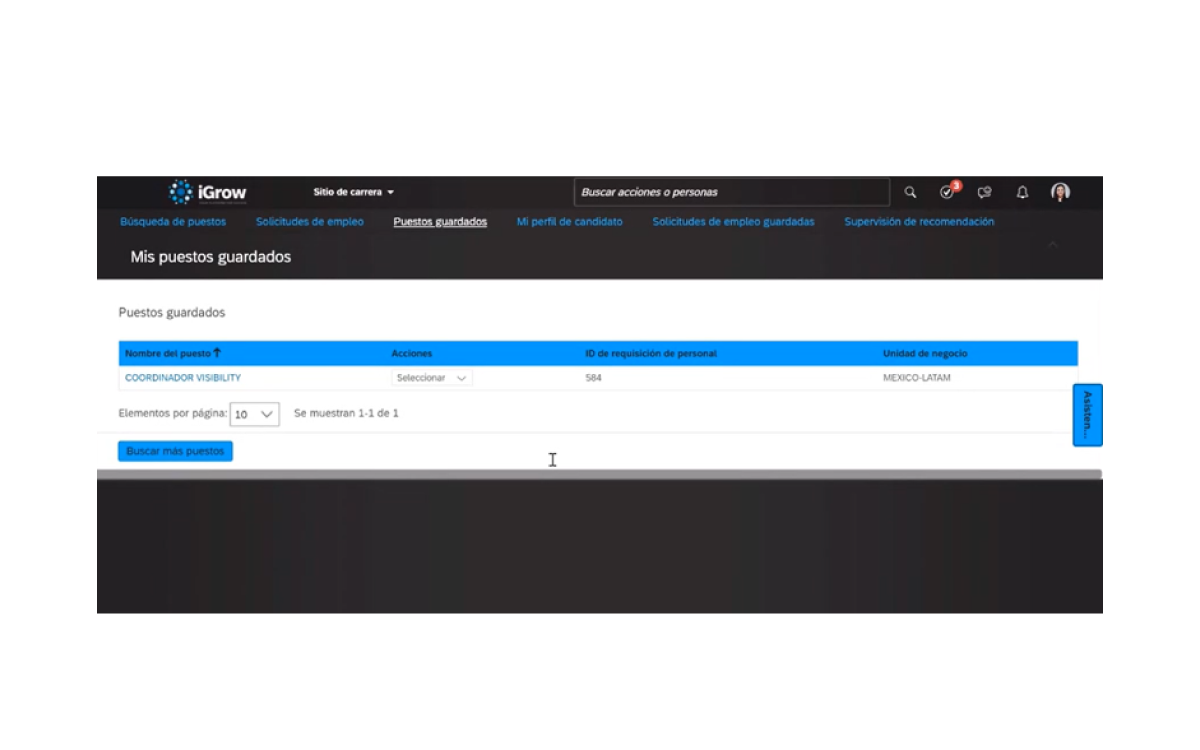 iGrow Sitio de carrera Buscar acciones o personas 3
Búsqueda de puestos Solicitudes de empleo Puestos guardados Mi perfil de candidato Solicitudes de empleo guardadas Supervisión de recomendación
Mis puestos guardados
Puestos guardados
Nombre del puesto Acciones ID de requisición de personal Unidad de negocio
COORDINADOR VISIBILITY Seleccionar 584 MEXICO-LATAM
Elementos por página: 10 Se muestran 1-1 de 1
Asisten...
Buscar más puestos